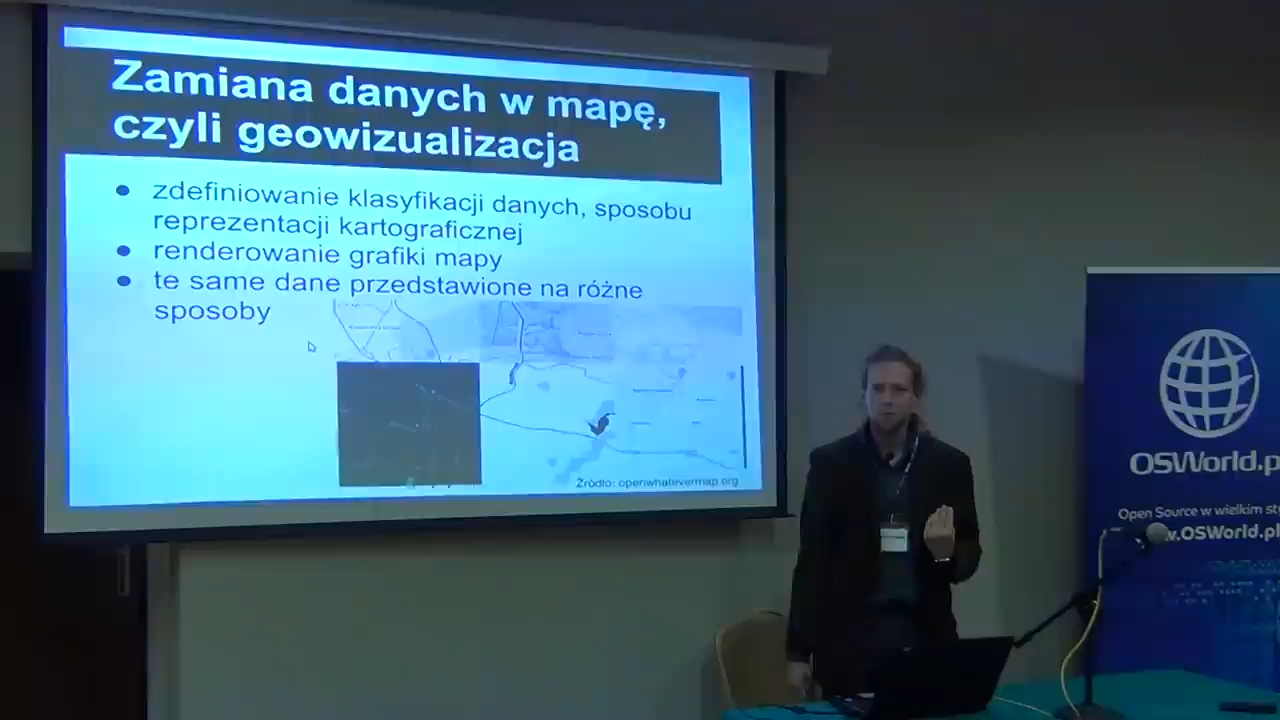 Zamiana danych w mapę,
czyli geowizualizacja
● zdefiniowanie klasyfikacji danych, sposobu
reprezentacji kartograficznej
● renderowanie grafiki mapy
● te same dane przedstawione na różne
sposoby
Źródło: openwhatevermap.org
OSWorld.p
Open Source w wielkim st
w.OSWorld.pl